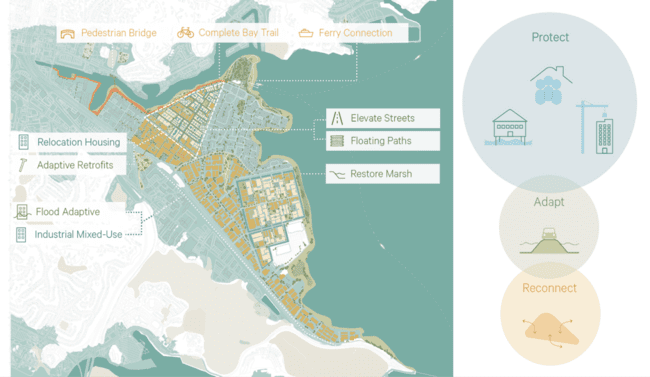 Pedestrian Bridge
Complete Bay Trail
Ferry Connection
Elevate Streets
Floating Paths
Relocation Housing
Adaptive Retrofits
Restore Marsh
Flood Adaptive
Industrial Mixed-Use
Protect
Adapt
Reconnect